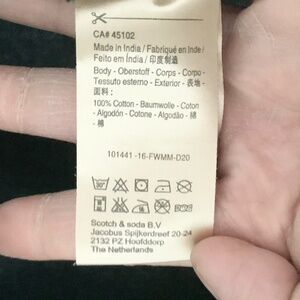 CA# 45102
Made in India / Fabriqué en Inde /
Feito em Índia / 印度制造
Body - Oberstoff - Corps - Corpo -
Tessuto esterno - Exterior - 表地 -
面料 :
100% Cotton - Baumwolle - Coton
- Algodón - Cotone - Algodão - 綿
- 棉
101441 -16-FWMM-D20
Scotch & soda B.V
Jacobus Spijkerdreef 20-24
2132 PZ Hoofddorp
The Netherlands